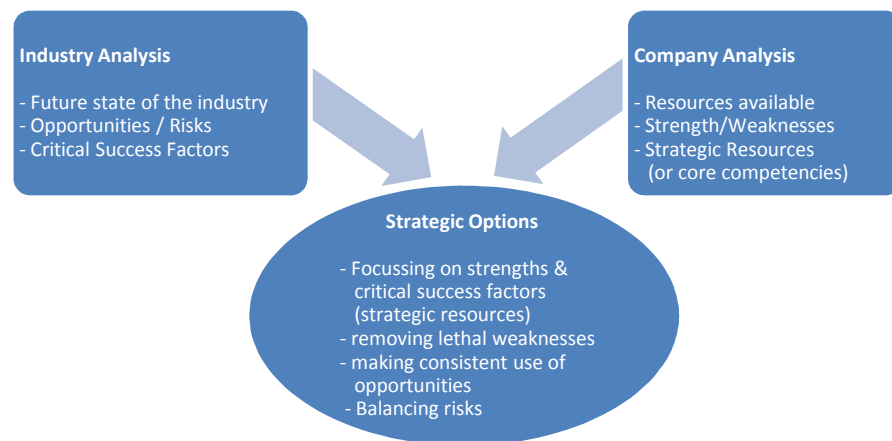 Industry Analysis
- Future state of the industry
- Opportunities / Risks
- Critical Success Factors
Company Analysis
- Resources available
- Strength/Weaknesses
- Strategic Resources
(or core competencies)
Strategic Options
- Focussing on strengths &
critical success factors
(strategic resources)
- removing lethal weaknesses
- making consistent use of
opportunities
- Balancing risks